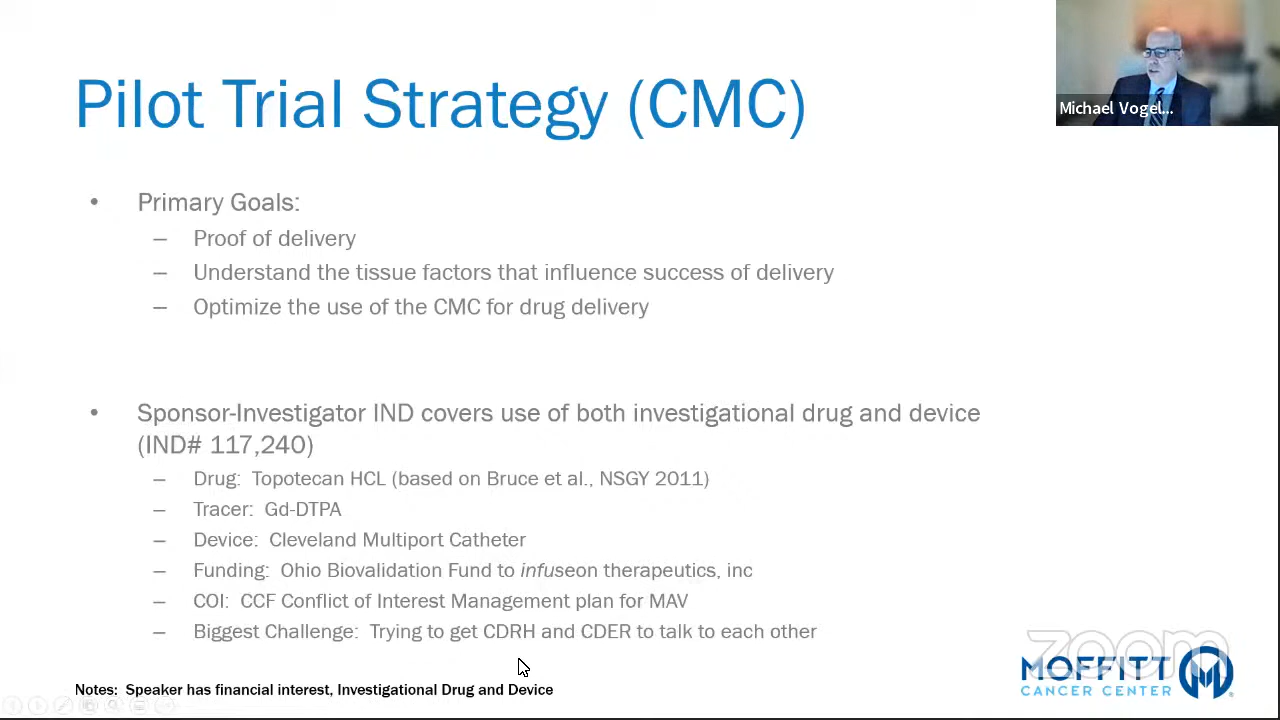 Pilot Trial Strategy (CMC)
Michael Vogel...
• Primary Goals:
– Proof of delivery
– Understand the tissue factors that influence success of delivery
– Optimize the use of the CMC for drug delivery
• Sponsor-Investigator IND covers use of both investigational drug and device
(IND# 117,240)
– Drug: Topotecan HCL (based on Bruce et al., NSGY 2011)
– Tracer: Gd-DTPA
– Device: Cleveland Multiport Catheter
– Funding: Ohio Biovalidation Fund to infuseon therapeutics, inc
– COI: CCF Conflict of Interest Management plan for MAV
– Biggest Challenge: Trying to get CDRH and CDER to talk to each other
zoom
MOFFITT
CANCER CENTER
®
Notes: Speaker has financial interest, Investigational Drug and Device